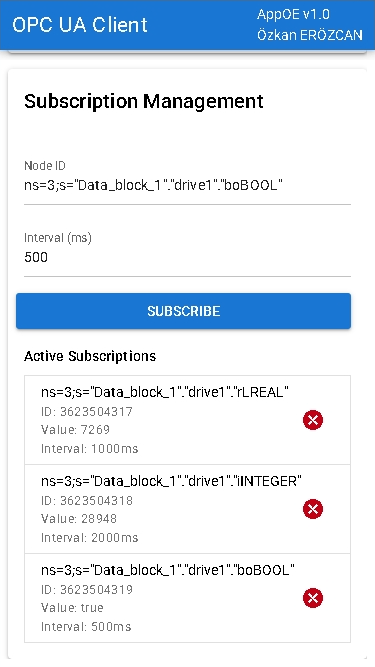 OPC UA Client
AppOE v1.0
Özkan ERÖZCAN
Subscription Management
Node ID
ns=3;s="Data_block_1"."drive1"."boBOOL"
Interval (ms)
500
SUBSCRIBE
Active Subscriptions
ns=3;s="Data_block_1"."drive1"."rLREAL"
ID: 3623504317
Value: 7269
Interval: 1000ms
ns=3;s="Data_block_1"."drive1"."iINTEGER"
ID: 3623504318
Value: 28948
Interval: 2000ms
ns=3;s="Data_block_1"."drive1"."boBOOL"
ID: 3623504319
Value: true
Interval: 500ms